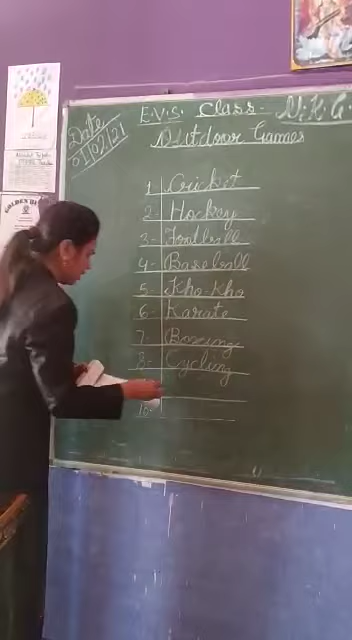 E.V.S. Class - N.K.G.
Date
01/02/21
Outdoor Games
1 Cricket
2- Hockey
3- Football
4- Baseball
5- Kho-Kho
6- Karate
7- Boxing
8- Cycling
10-